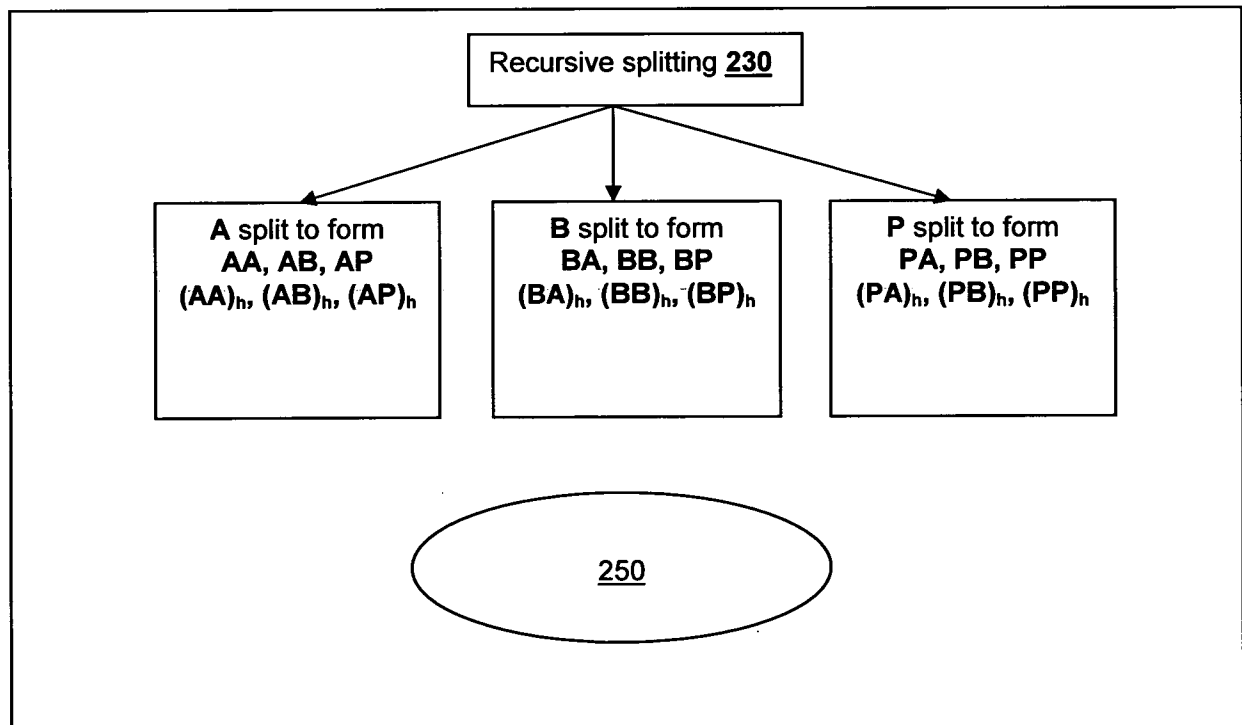 Recursive splitting 230
A split to form
AA, AB, AP
(AA)h, (AB)h, (AP)h
B split to form
BA, BB, BP
(BA)h, (BB)h, (BP)h
P split to form
PA, PB, PP
(PA)h, (PB)h, (PP)h
250